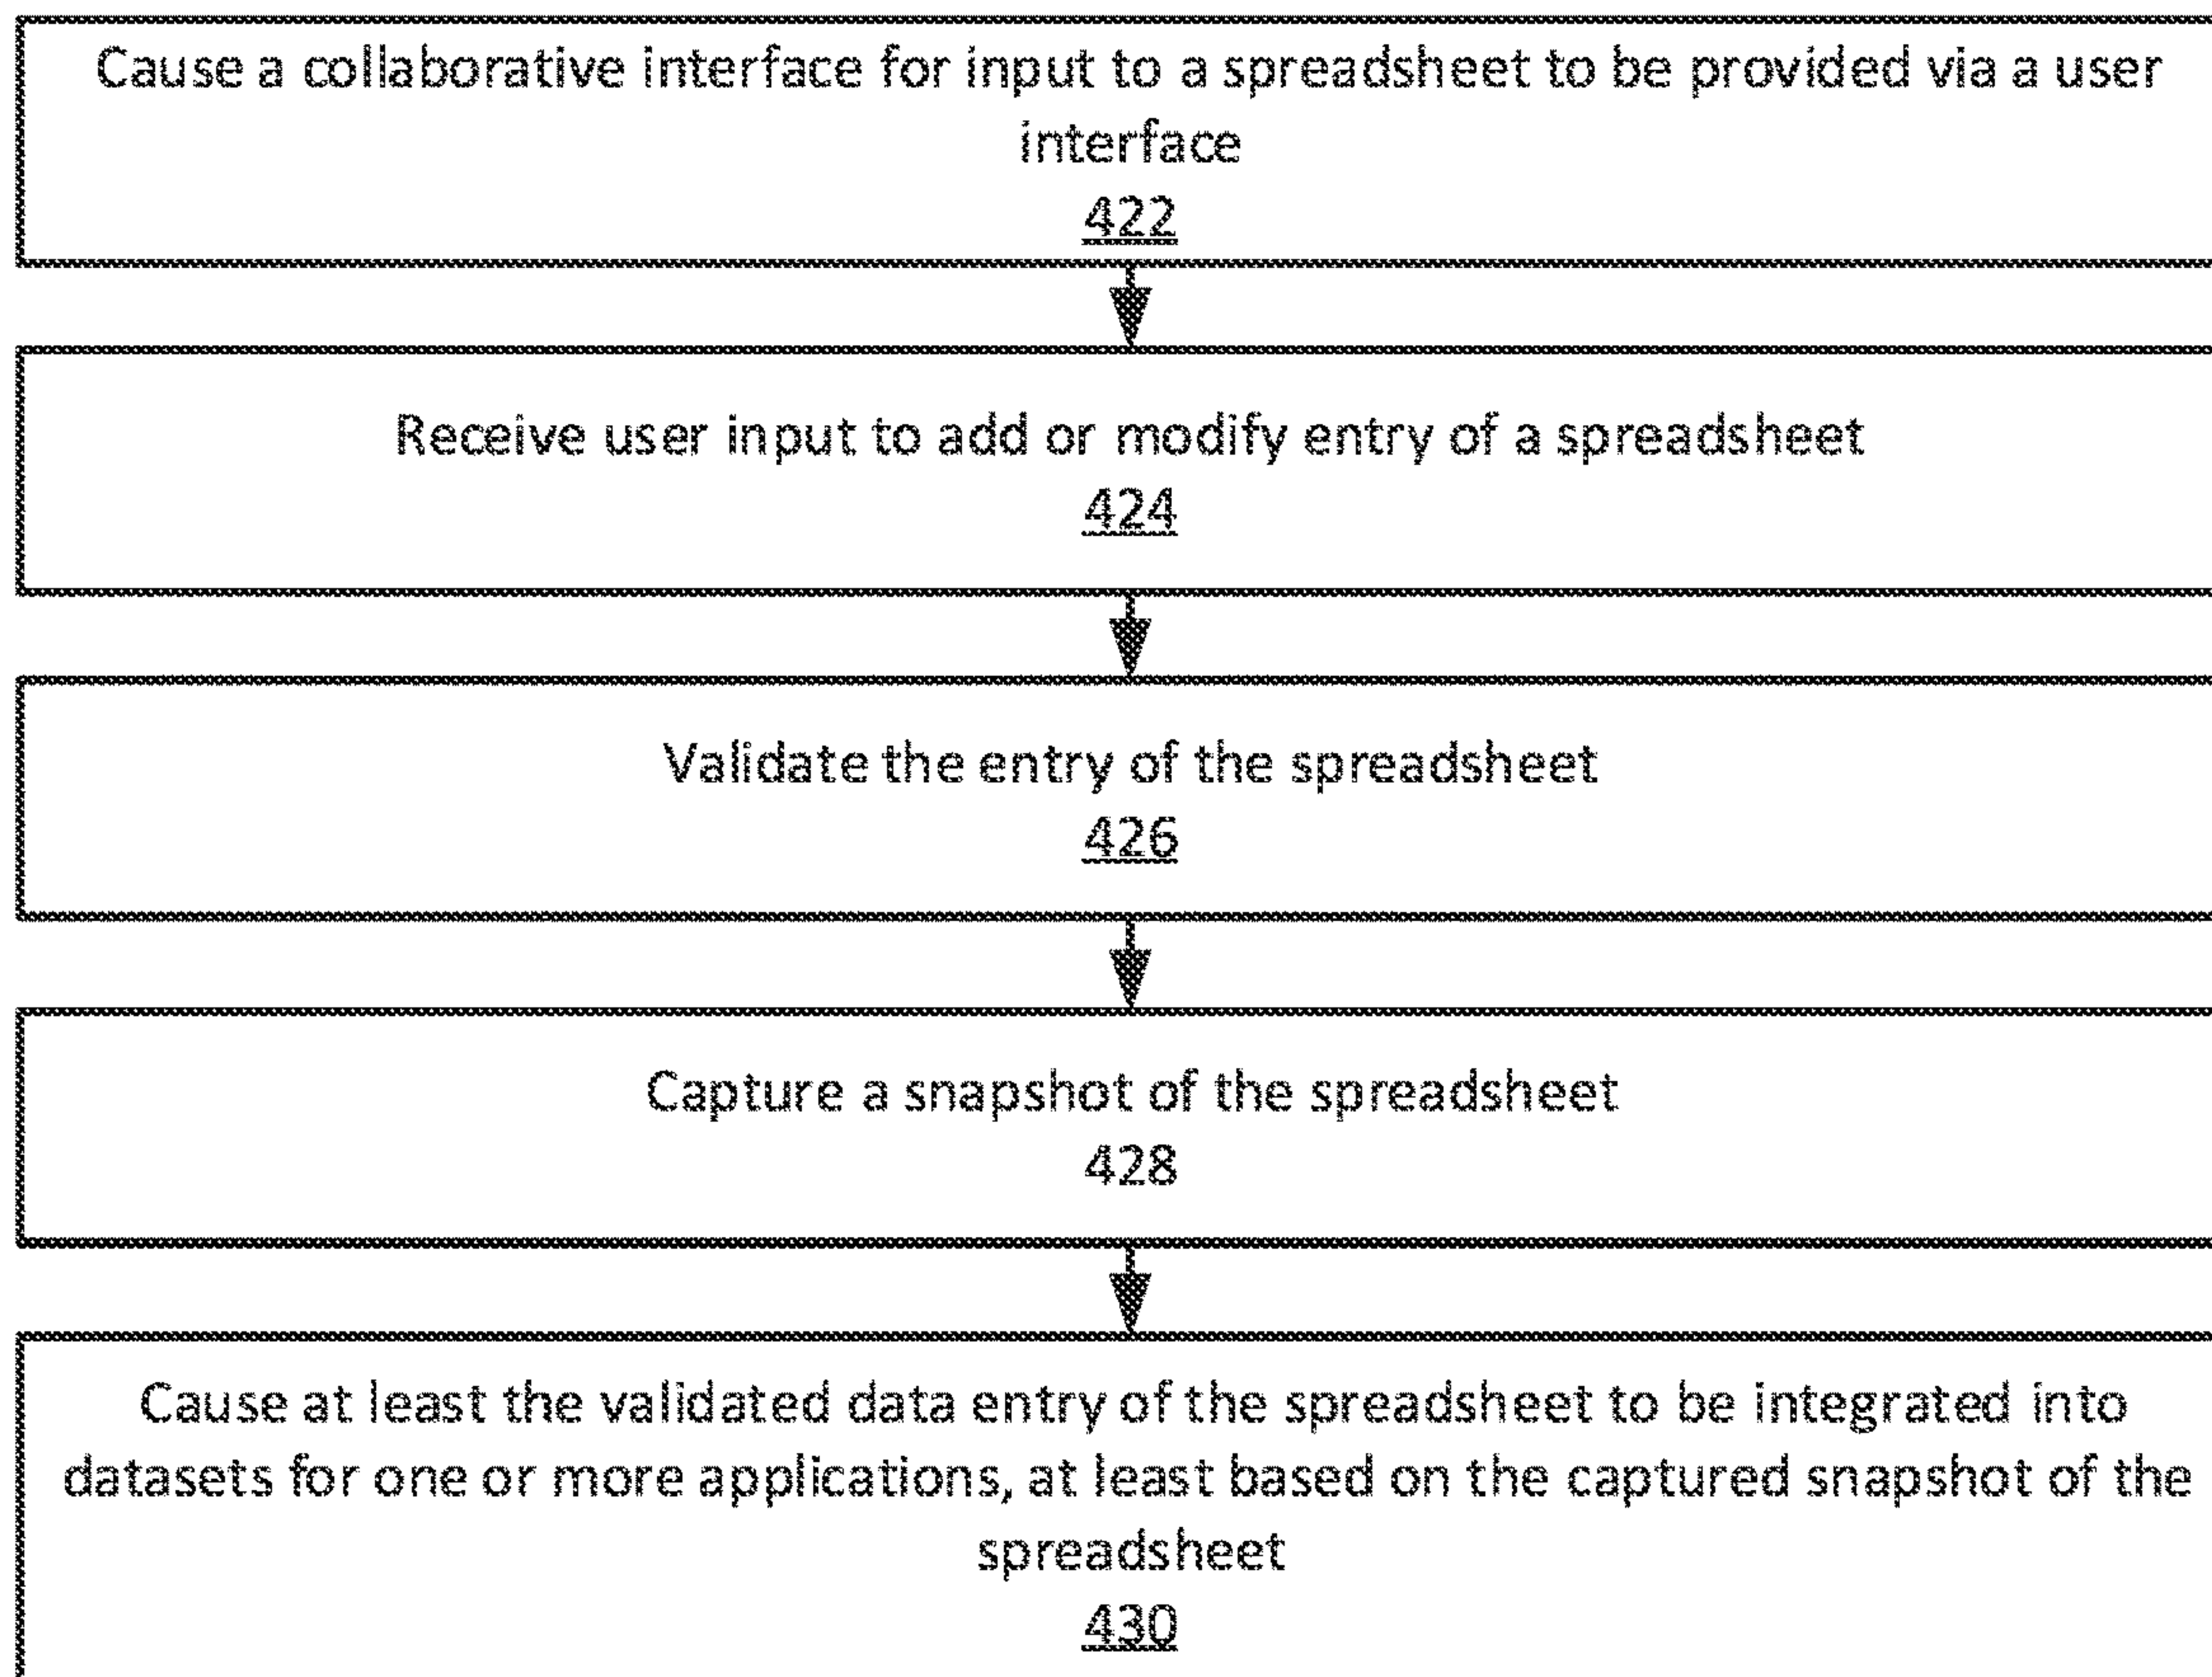 Cause a collaborative interface for input to a spreadsheet to be provided via a user
interface
422
Receive user input to add or modify entry of a spreadsheet
424
Validate the entry of the spreadsheet
426
Capture a snapshot of the spreadsheet
428
Cause at least the validated data entry of the spreadsheet to be integrated into
datasets for one or more applications, at least based on the captured snapshot of the
spreadsheet
430